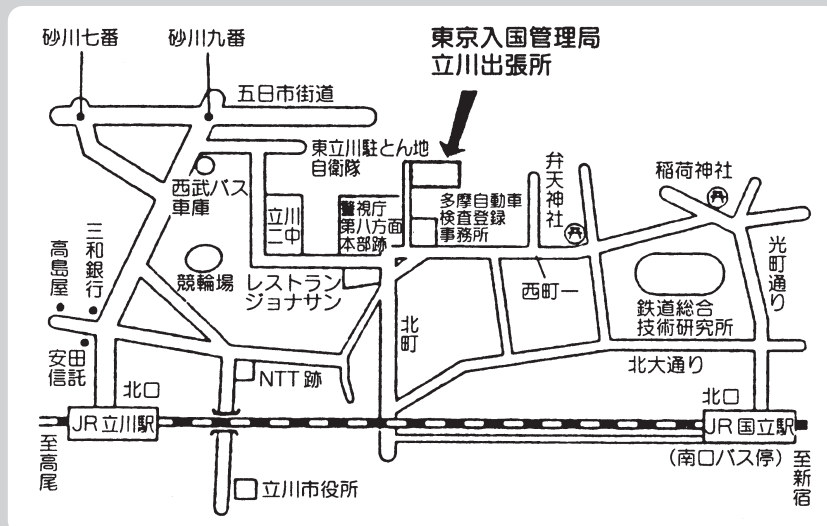 砂川七番
砂川九番
東京入国管理局
立川出張所
五日市街道
東立川駐とん地
自衛隊
西武バス
車庫
立川
二中
警視庁
第八方面
本部跡
多摩自動車
検査登録
事務所
弁天神社
稲荷神社
光町通り
三和銀行
高島屋
競輪場
レストラン
ジョナサン
西町一
鉄道総合
技術研究所
北町
安田
信託
NTT跡
北大通り
北口
北口
JR立川駅
JR国立駅
(南口バス停)
至高尾
至新宿
立川市役所